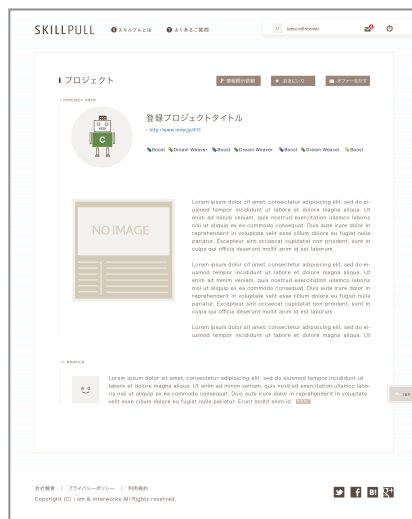 SKILLPULL
スキルプルとは
よくあるご質問
iama ndinterwo
プロジェクト
情報開示依頼
お気にいり
オファーをだす
PROJECT DATA
登録プロジェクトタイトル
http://www.innw.jp/#11
Boost Dream Weaver Boost Dream Weaver Boost Dream Weaver Boost
C
NO IMAGE
Lorem ipsum dolor sit amet, consectetur adipisicing elit, sed do ei-
usmod tempor incididunt ut labore et dolore magna aliqua. Ut
enim ad minim veniam, quis nostrud exercitation ullamco laboris
nisi ut aliquip ex ea commodo consequat. Duis aute irure dolor in
reprehenderit in voluptate velit esse cillum dolore eu fugiat nulla
pariatur. Excepteur sint occaecat cupidatat non proident, sunt in
culpa qui officia deserunt mollit anim id est laborum.
Lorem ipsum dolor sit amet, consectetur adipisicing elit, sed do ei-
usmod tempor incididunt ut labore et dolore magna aliqua. Ut
enim ad minim veniam, quis nostrud exercitation ullamco laboris
nisi ut aliquip ex ea commodo consequat. Duis aute irure dolor in
reprehenderit in voluptate velit esse cillum dolore eu fugiat nulla
pariatur. Excepteur sint occaecat cupidatat non proident, sunt in
culpa qui officia deserunt mollit anim id est laborum.
Lorem ipsum dolor sit amet, consectetur adipisicing elit, sed do ei-
usmod tempor incididunt ut labore et dolore magna aliqua. Ut
PROFILE
Lorem ipsum dolor sit amet, consectetur adipisicing elit, sed do eiusmod tempor incididunt ut
labore et dolore magna aliqua. Ut enim ad minim veniam, quis nostrud exercitation ullamco labo-
ris nisi ut aliquip ex ea commodo consequat. Duis aute irure dolor in reprehenderit in voluptate
velit esse cillum dolore eu fugiat nulla pariatur. Erunt mollit anim id
TOP
会社概要 | プライバシーポリシー | 利用規約
Copyright (C) i am & interworks All Rights reserved.
f B! g+